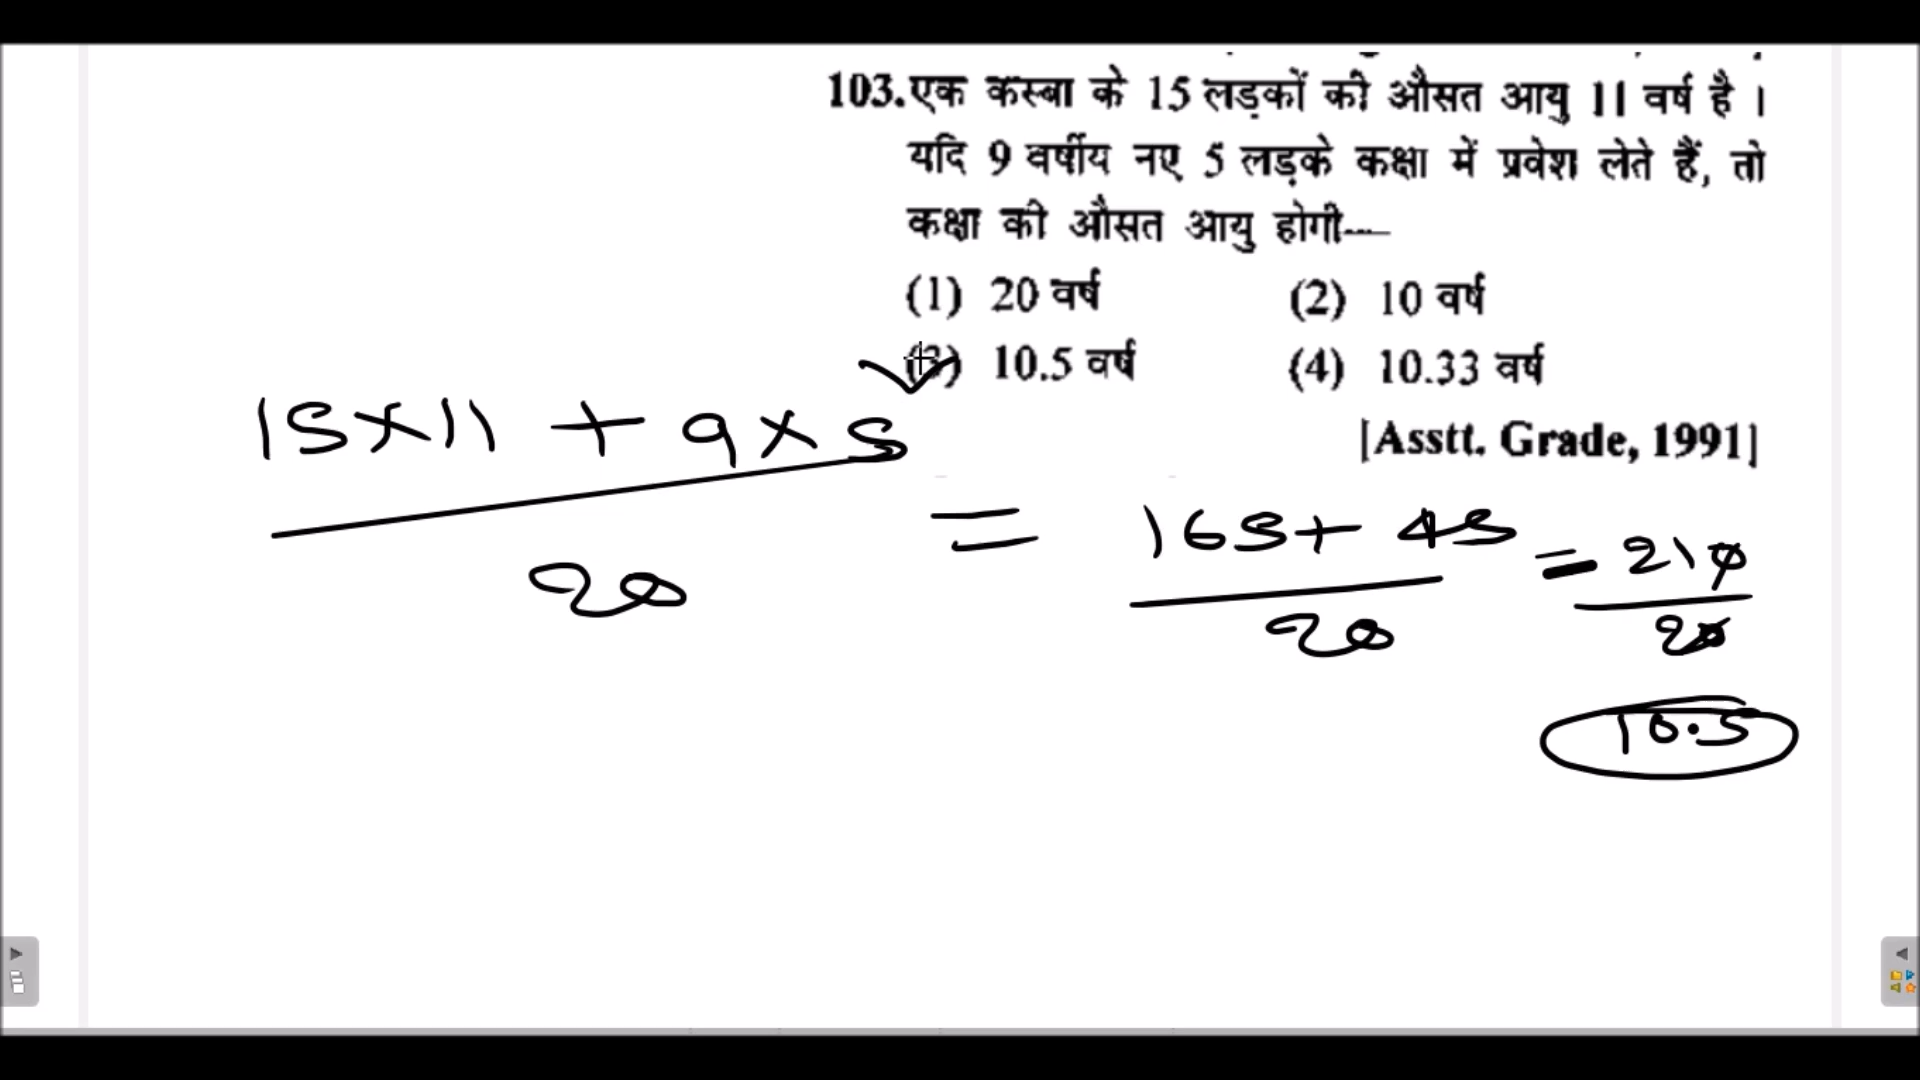 103. एक कस्बा के 15 लड़कों की औसत आयु 11 वर्ष है ।
यदि 9 वर्षीय नए 5 लड़के कक्षा में प्रवेश लेते हैं, तो
कक्षा की औसत आयु होगी—
(1) 20 वर्ष (2) 10 वर्ष
(3) 10.5 वर्ष (4) 10.33 वर्ष
[Asstt. Grade, 1991]
15×11 + 9×5
20
= 165+45
20
= 210
20
10.5